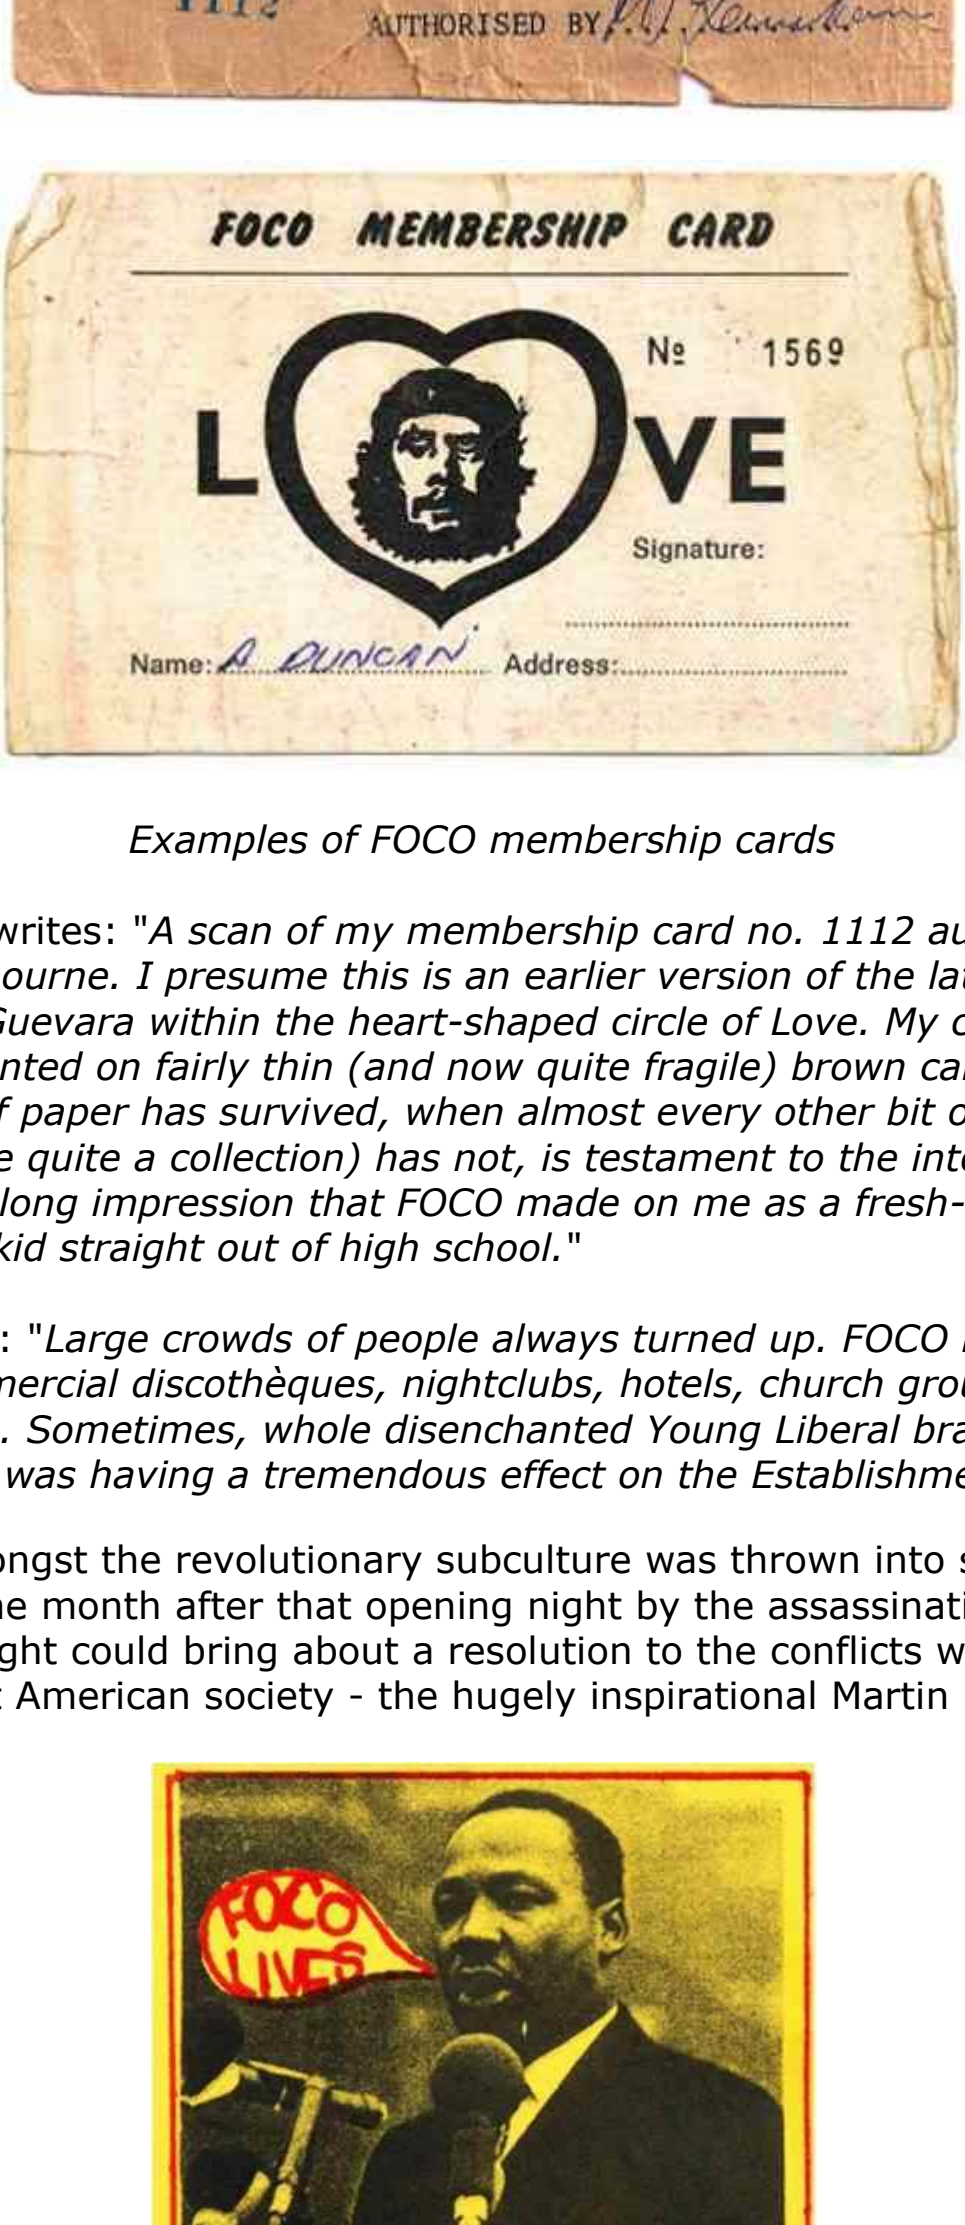 1112
AUTHORISED BY
FOCO MEMBERSHIP CARD
Nº 1569
L VE
Signature:
Name: A DUNCAN Address:
Examples of FOCO membership cards
writes: "A scan of my membership card no. 1112 au
ourne. I presume this is an earlier version of the lat
Guevara within the heart-shaped circle of Love. My c
nted on fairly thin (and now quite fragile) brown car
f paper has survived, when almost every other bit o
e quite a collection) has not, is testament to the inte
long impression that FOCO made on me as a fresh-
kid straight out of high school."
: "Large crowds of people always turned up. FOCO
mercial discothèques, nightclubs, hotels, church grou
. Sometimes, whole disenchanted Young Liberal bra
was having a tremendous effect on the Establishme
ongst the revolutionary subculture was thrown into s
he month after that opening night by the assassinati
ght could bring about a resolution to the conflicts w
t American society - the hugely inspirational Martin
FOCO
LIVES